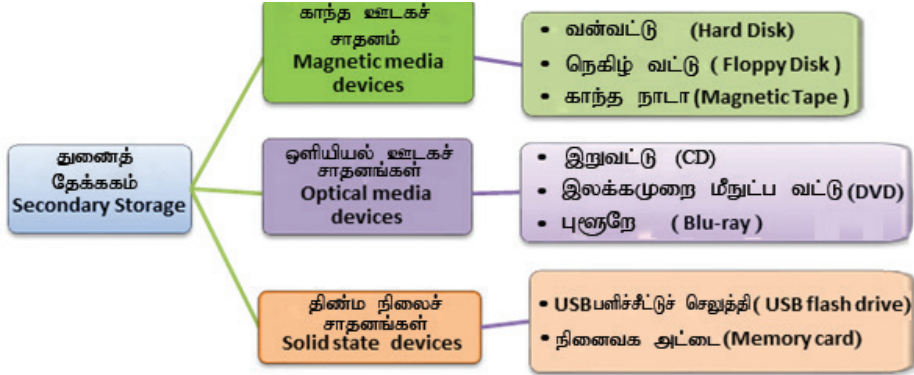 துணைத்
தேக்ககம்
Secondary Storage
காந்த ஊடகச்
சாதனம்
Magnetic media
devices
• வன்வட்டு (Hard Disk)
• நெகிழ் வட்டு ( Floppy Disk )
• காந்த நாடா (Magnetic Tape )
ஒளியியல் ஊடகச்
சாதனங்கள்
Optical media
devices
• இறுவட்டு (CD)
• இலக்கமுறை மீநுட்ப வட்டு (DVD)
• புளூறே ( Blu-ray )
திண்ம நிலைச்
சாதனங்கள்
Solid state devices
• USB பளிச்சீட்டுச் செலுத்தி ( USB flash drive)
• நினைவக அட்டை (Memory card)